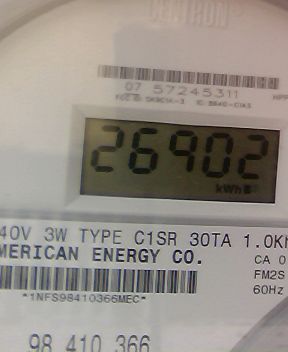 CENTRON
07 57245311
26902
kWh
40V 3W TYPE C1SR 30TA 1.0K
MERICAN ENERGY CO.
CA 0
FM2S
60Hz
*1NFS98410366MEC*
98 410 366